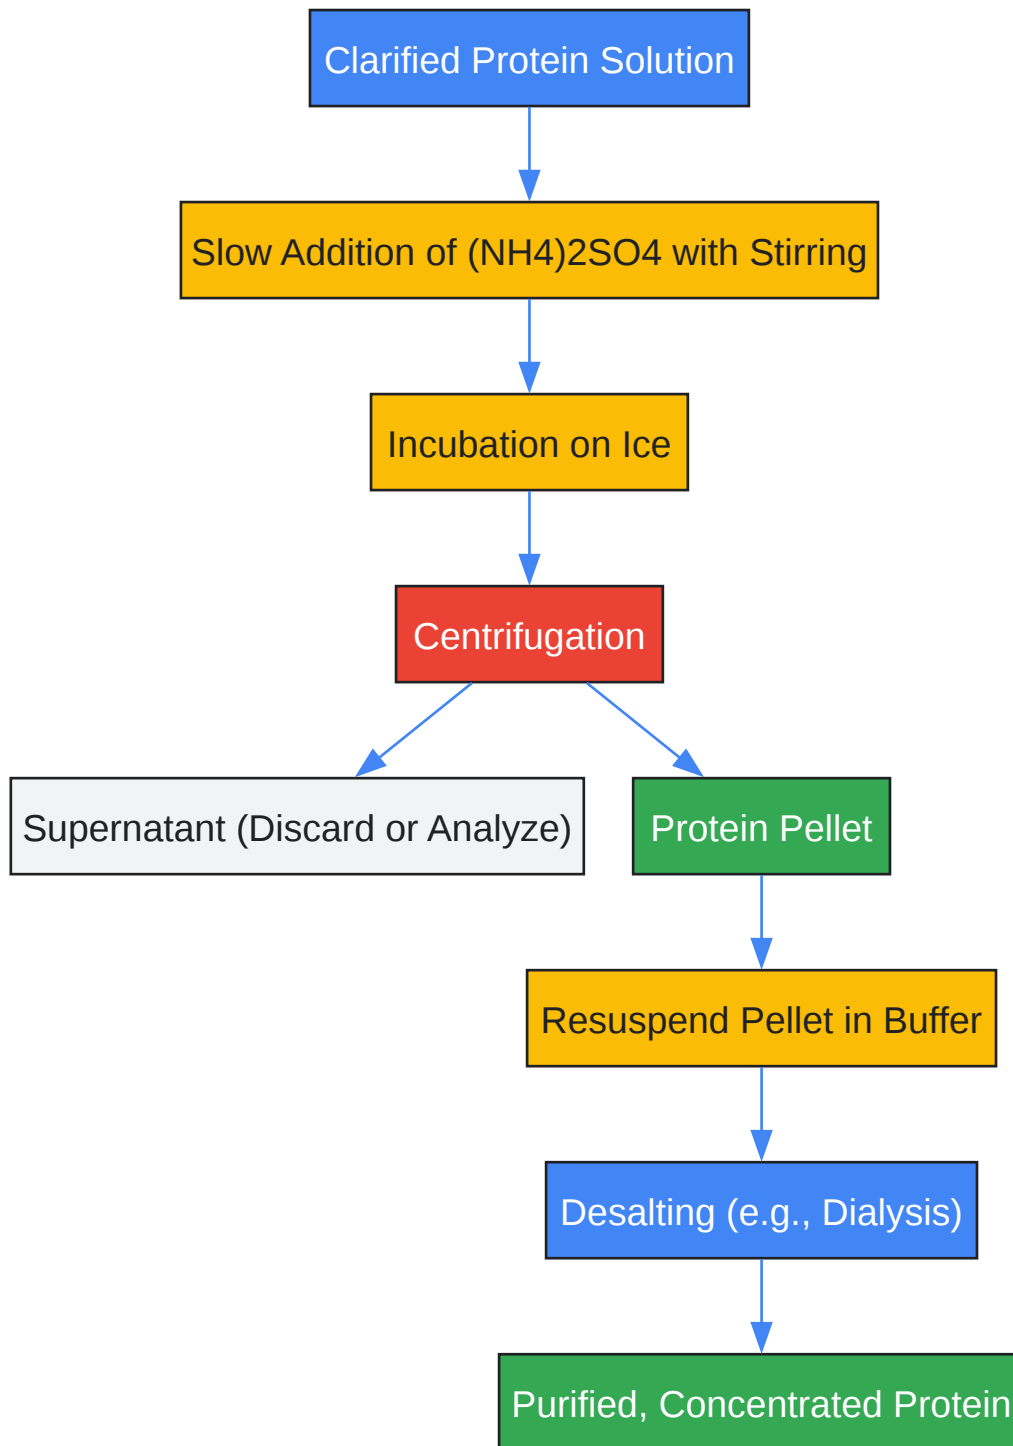 Clarified Protein Solution
Slow Addition of (NH4)2SO4 with Stirring
Incubation on Ice
Centrifugation
Supernatant (Discard or Analyze)
Protein Pellet
Resuspend Pellet in Buffer
Desalting (e.g., Dialysis)
Purified, Concentrated Protein